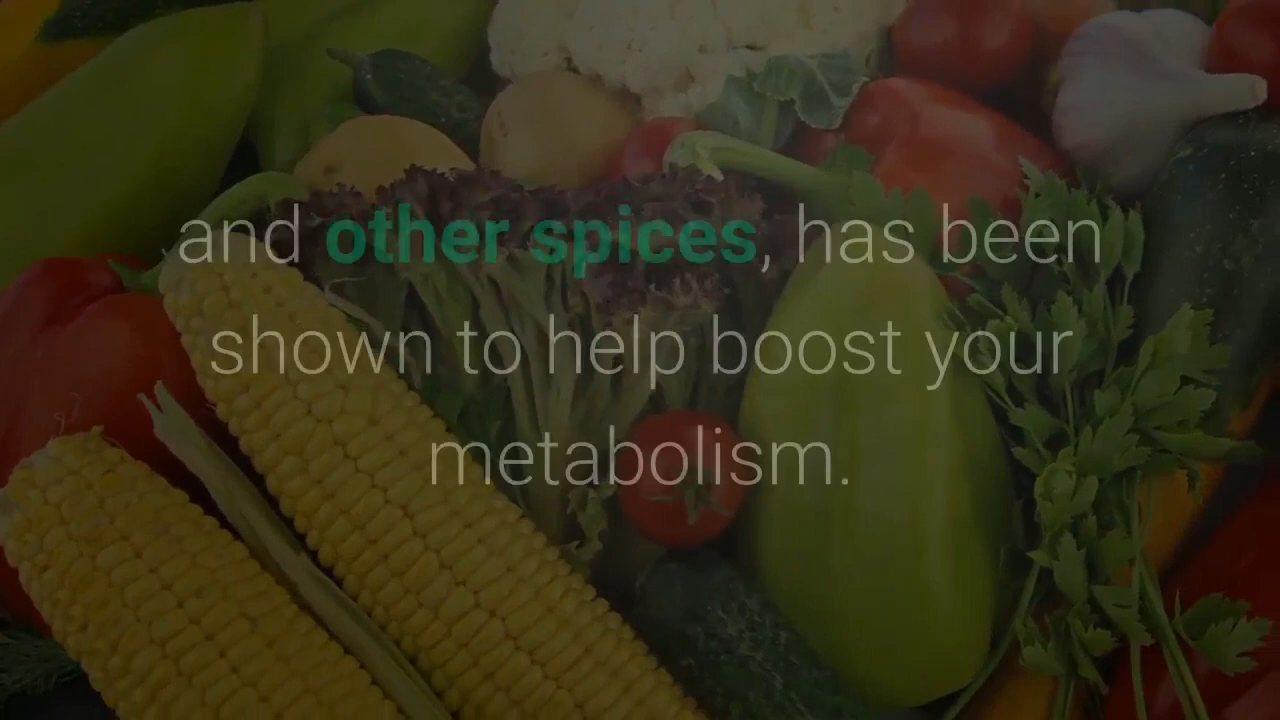 and other spices, has been
shown to help boost your
metabolism.